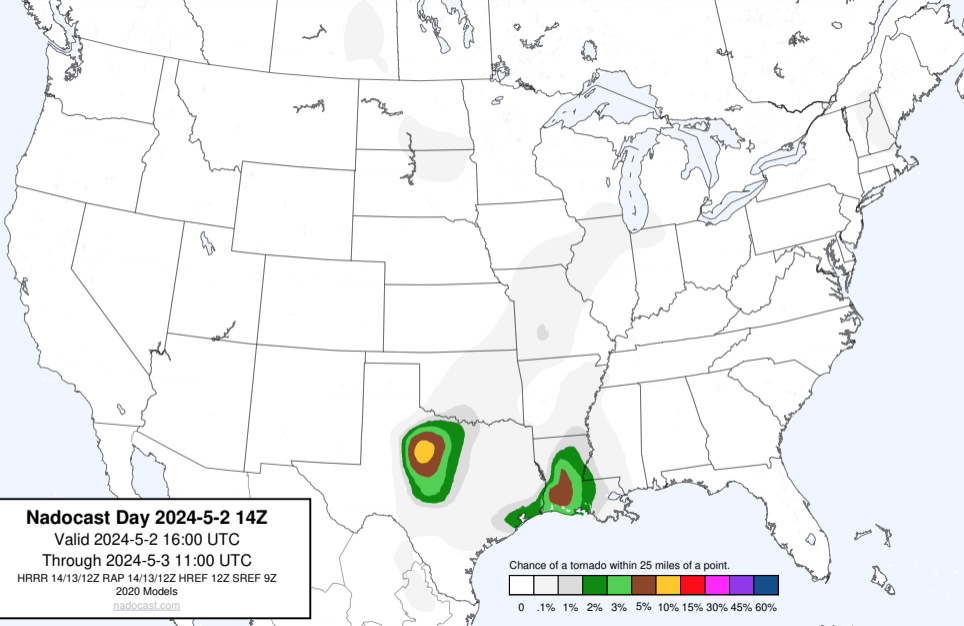 Nadocast Day 2024-5-2 14Z
Valid 2024-5-2 16:00 UTC
Through 2024-5-3 11:00 UTC
HRRR 14/13/12Z RAP 14/13/12Z HREF 12Z SREF 9Z
2020 Models
nadocast.com
Chance of a tornado within 25 miles of a point.
0 .1% 1% 2% 3% 5% 10% 15% 30% 45% 60%